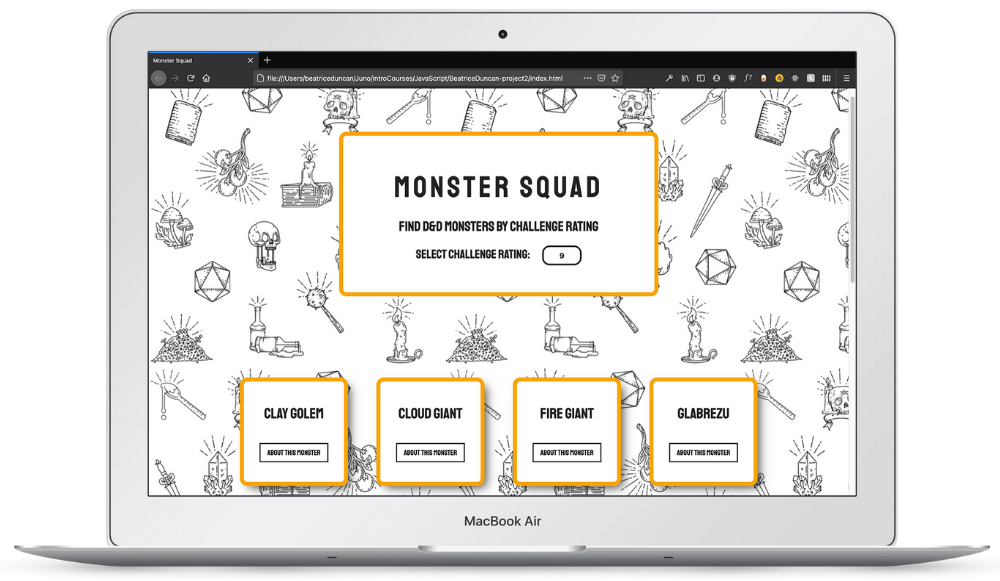 Monster Squad
file:///Users/beatriceduncan/Juno/introCourses/JavaScript/BeatriceDuncan-project2/index.html
MONSTER SQUAD
FIND D&D MONSTERS BY CHALLENGE RATING
SELECT CHALLENGE RATING: 9
CLAY GOLEM CLOUD GIANT FIRE GIANT GLABREZU
ABOUT THIS MONSTER ABOUT THIS MONSTER ABOUT THIS MONSTER ABOUT THIS MONSTER
MacBook Air